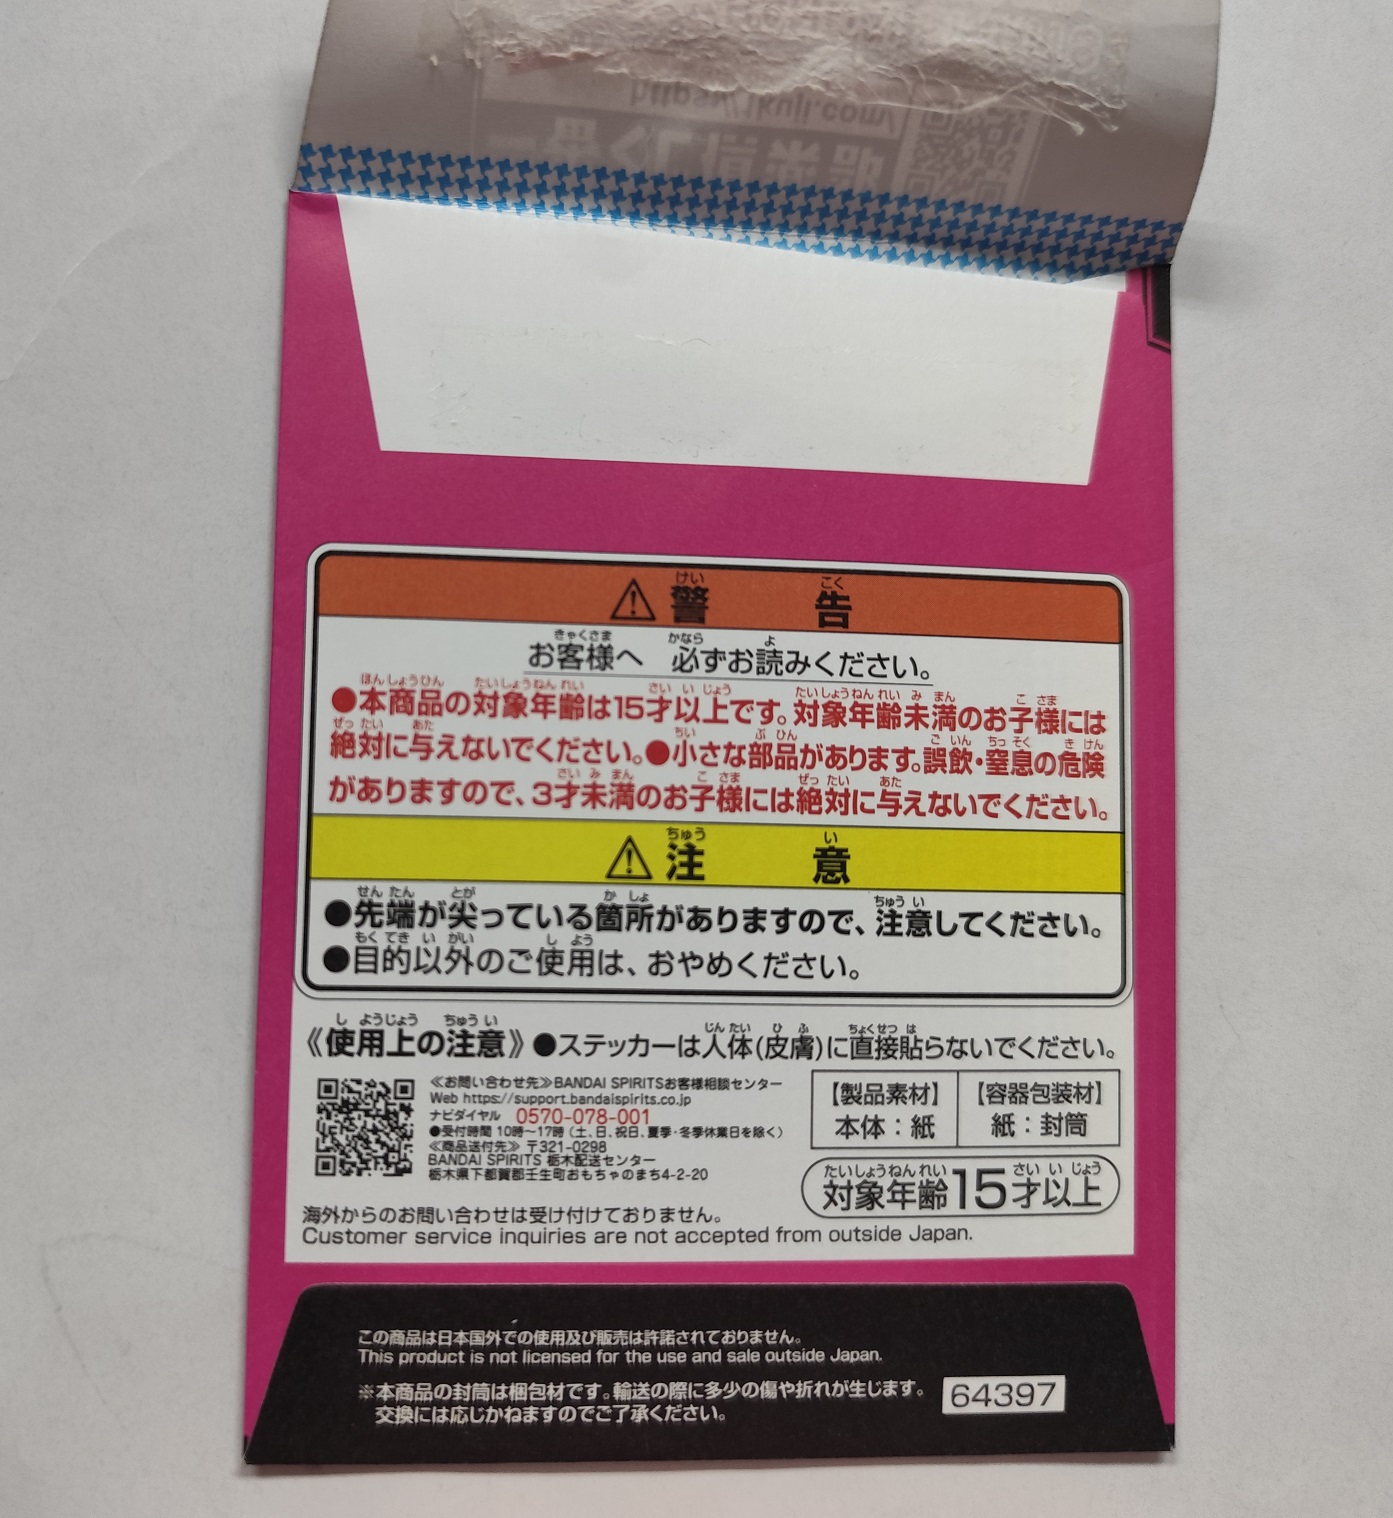 https://1kuji.com/
一番くじ倶楽部
警告
お客様へ 必ずお読みください。
●本商品の対象年齢は15才以上です。対象年齢未満のお子様には
絶対に与えないでください。●小さな部品があります。誤飲・窒息の危険
がありますので、3才未満のお子様には絶対に与えないでください。
注意
●先端が尖っている箇所がありますので、注意してください。
●目的以外のご使用は、おやめください。
《使用上の注意》●ステッカーは人体(皮膚)に直接貼らないでください。
≪お問い合わせ先≫BANDAI SPIRITSお客様相談センター
Web https://support.bandaispirits.co.jp
ナビダイヤル 0570-078-001
●受付時間 10時〜17時(土、日、祝日、夏季・冬季休業日を除く)
≪商品送付先≫ 〒321-0298
BANDAI SPIRITS 栃木配送センター
栃木県下都賀郡壬生町おもちゃのまち4-2-20
【製品素材】
本体:紙
【容器包装材】
紙:封筒
対象年齢15才以上
海外からのお問い合わせは受け付けておりません。
Customer service inquiries are not accepted from outside Japan.
この商品は日本国外での使用及び販売は許諾されておりません。
This product is not licensed for the use and sale outside Japan.
※本商品の封筒は梱包材です。輸送の際に多少の傷や折れが生じます。
交換には応じかねますのでご了承ください。
64397